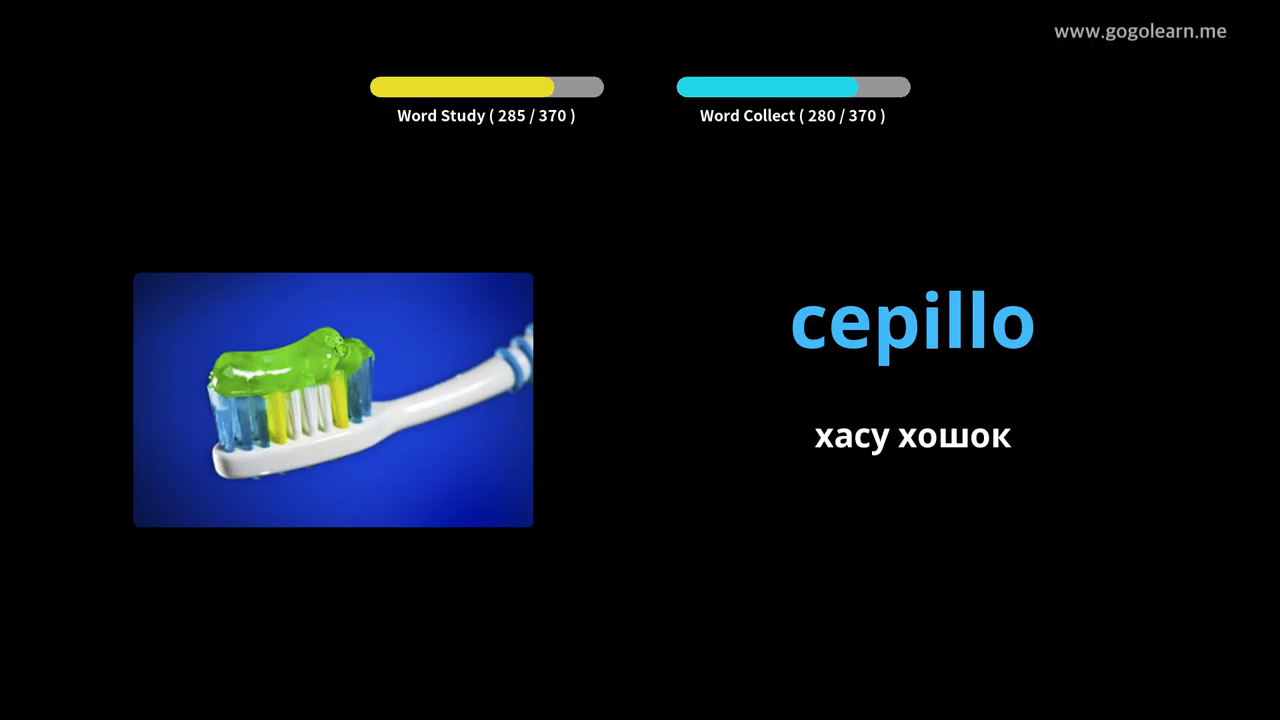 www.gogolearn.me
Word Study ( 285 / 370 )
Word Collect ( 280 / 370 )
cepillo
хасу хошок